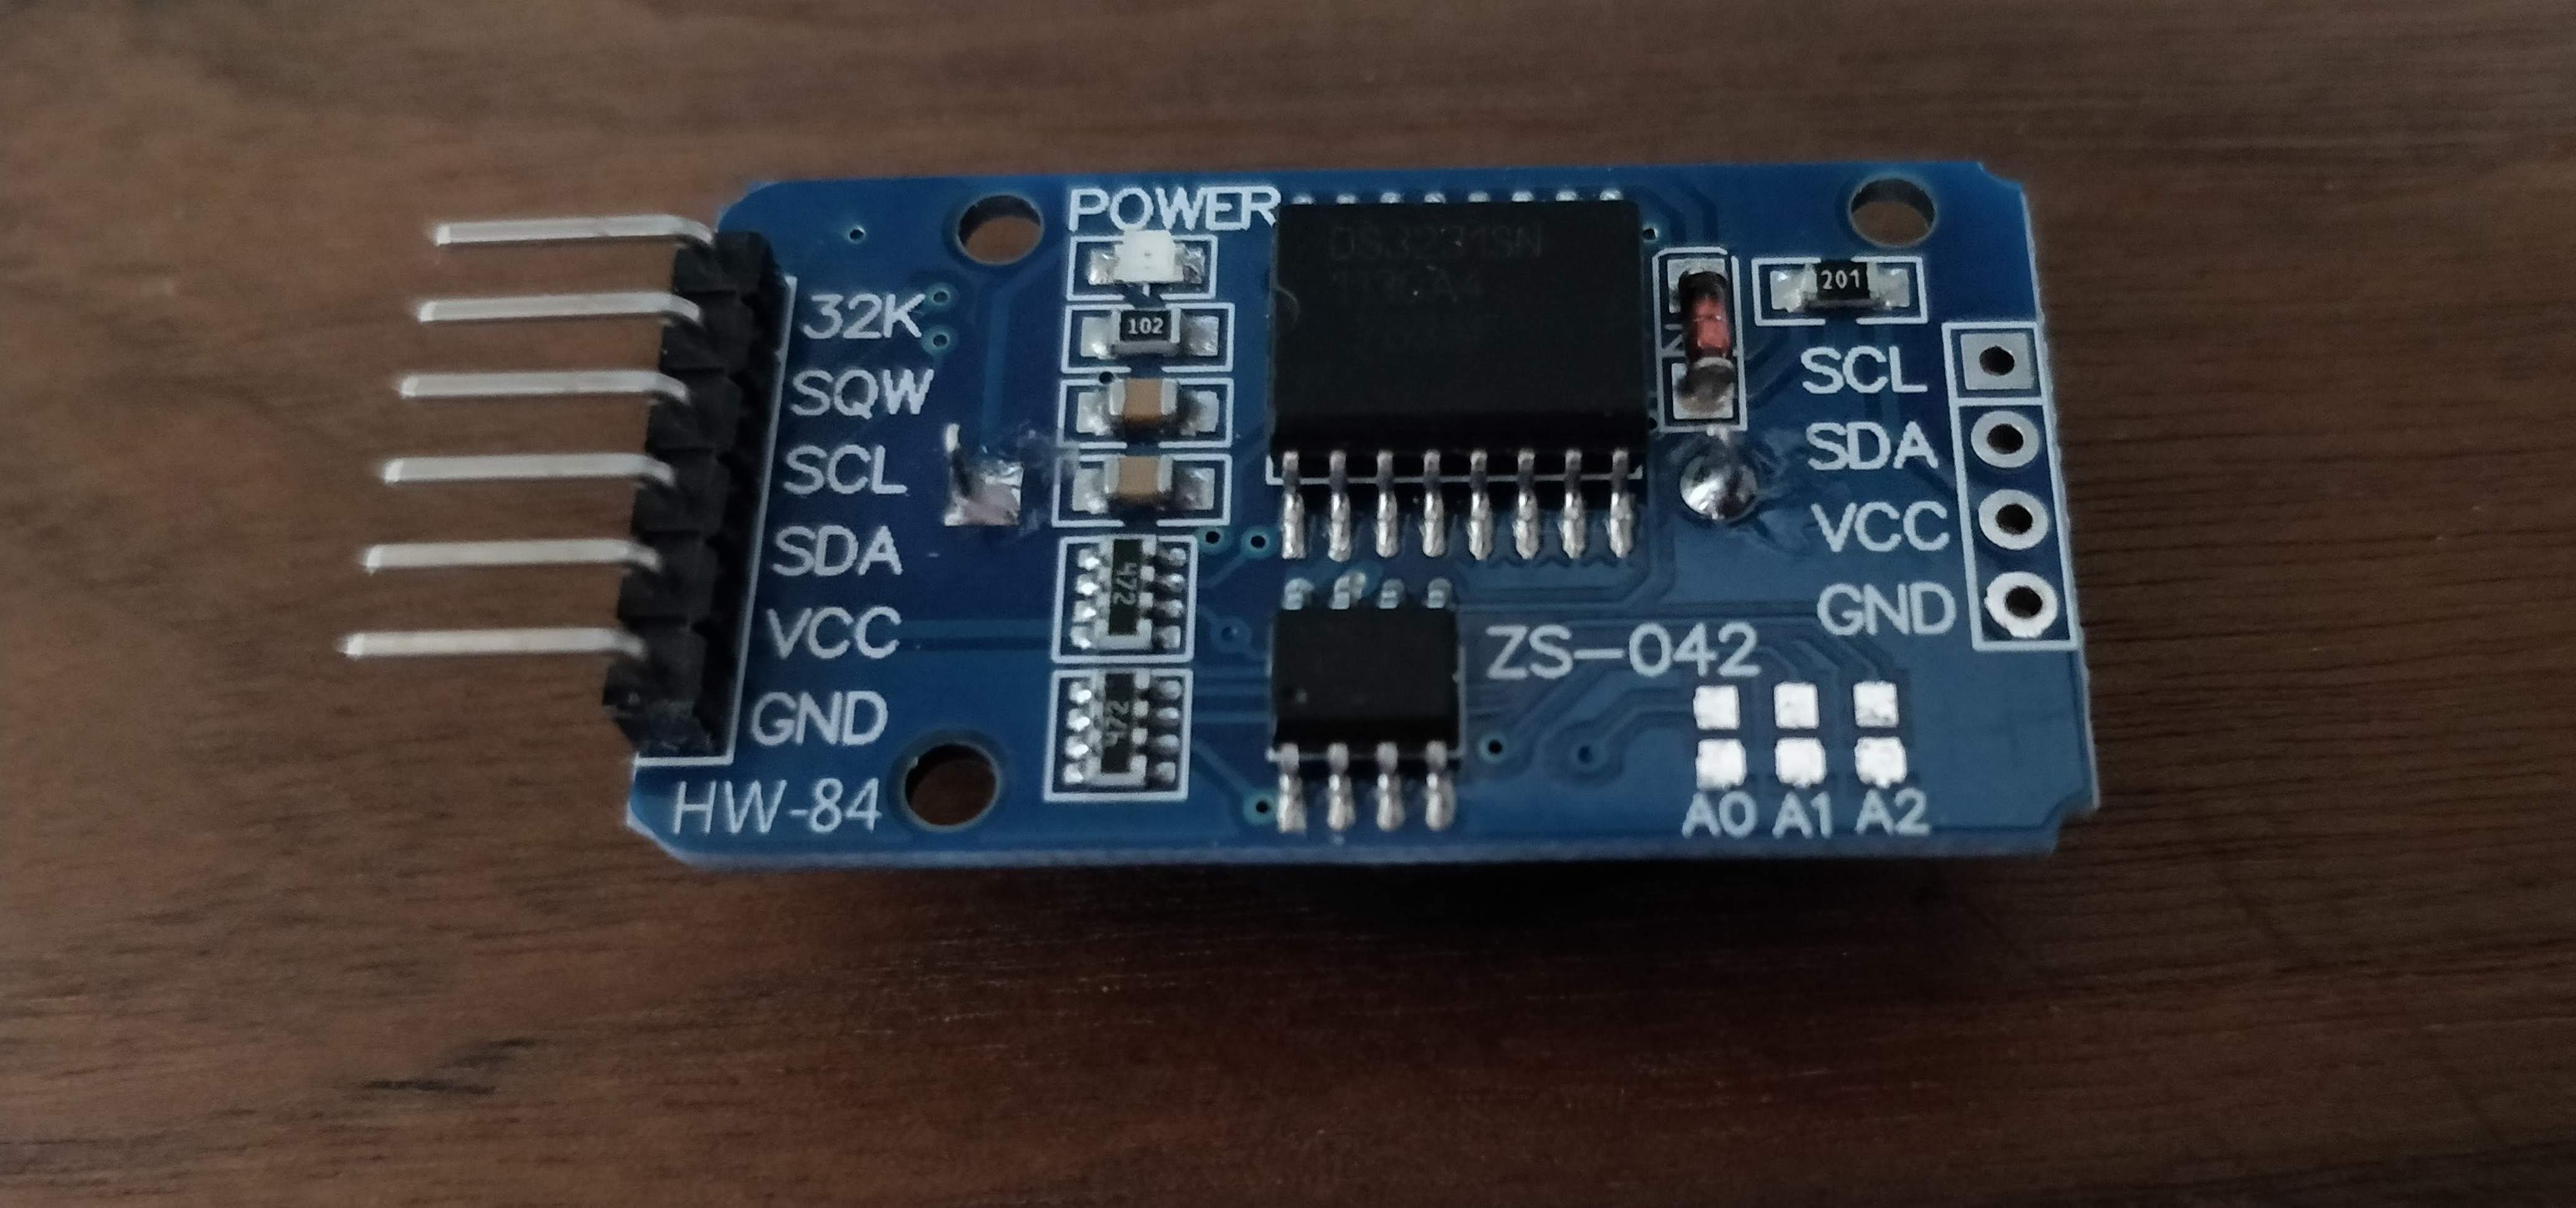 POWER
DS3231SN
102
201
32K
SQW
SCL
SDA
VCC
GND
SCL
SDA
VCC
GND
472
472
ZS-042
HW-84
A0 A1 A2